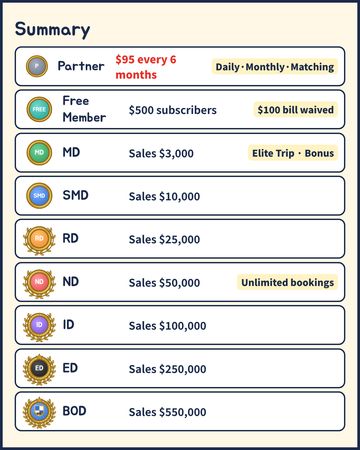 Summary
P Partner $95 every 6 months Daily·Monthly·Matching
FREE Free Member $500 subscribers $100 bill waived
MD MD Sales $3,000 Elite Trip · Bonus
SMD SMD Sales $10,000
RD RD Sales $25,000
ND ND Sales $50,000 Unlimited bookings
ID ID Sales $100,000
ED ED Sales $250,000
BOD Sales $550,000